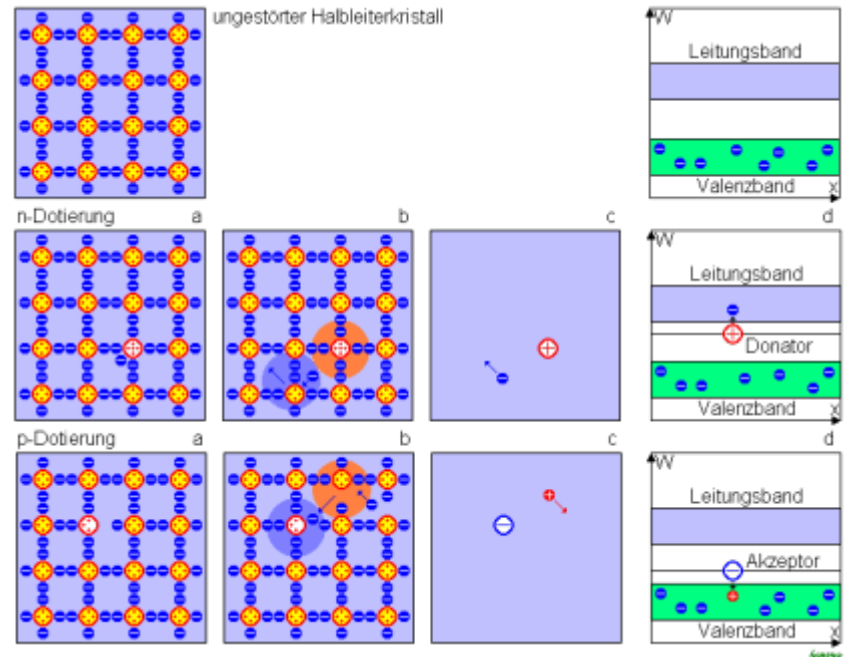 ungestörter Halbleiterkristall
W
Leitungsband
Valenzband
x
n-Dotierung a b c d
W
Leitungsband
Donator
Valenzband
x
p-Dotierung a b c d
W
Leitungsband
Akzeptor
Valenzband
x